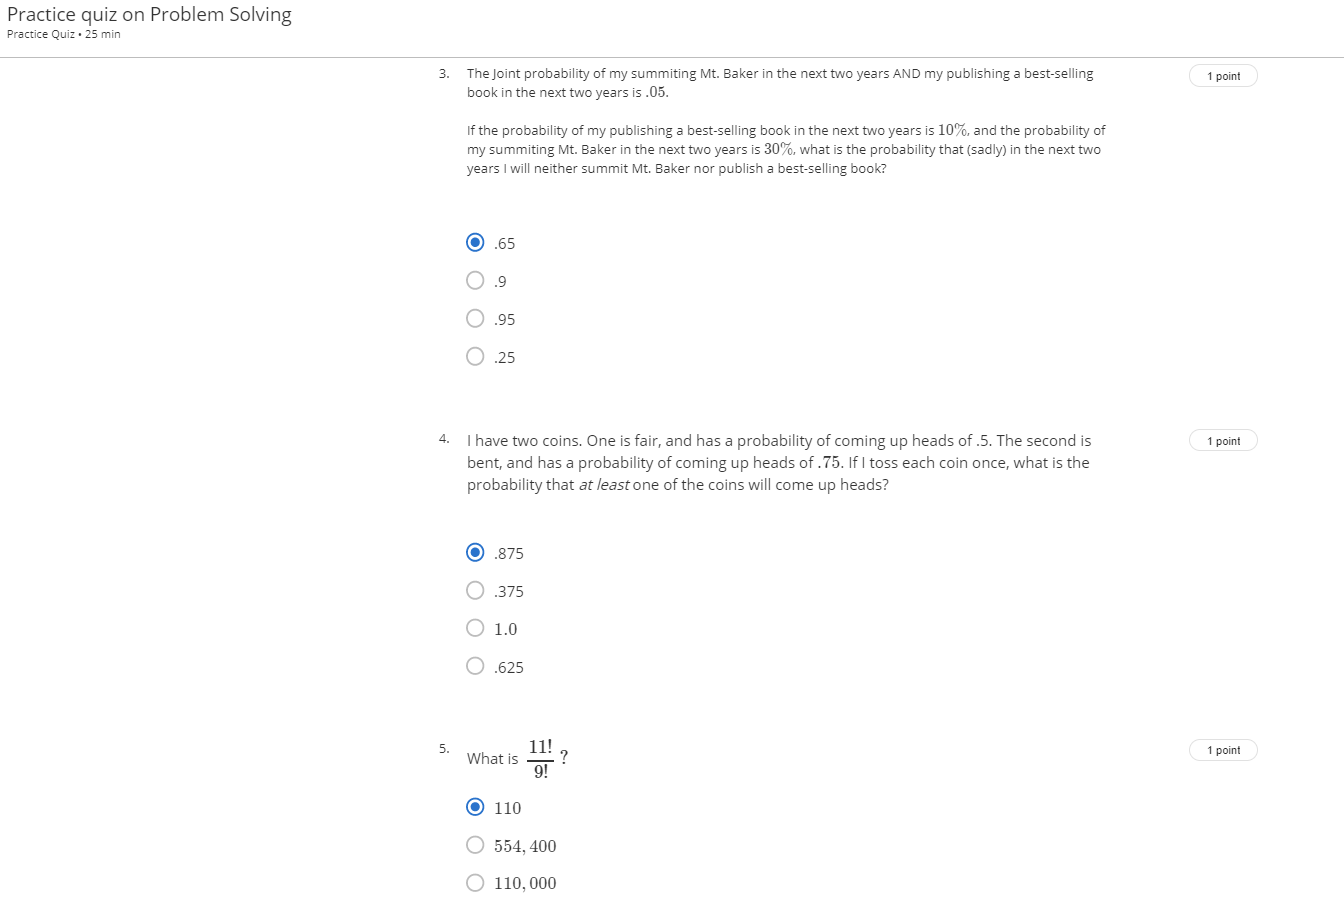 Practice quiz on Problem Solving
Practice Quiz • 25 min
3. The Joint probability of my summiting Mt. Baker in the next two years AND my publishing a best-selling 1 point
book in the next two years is .05.
If the probability of my publishing a best-selling book in the next two years is 10%, and the probability of
my summiting Mt. Baker in the next two years is 30%, what is the probability that (sadly) in the next two
years I will neither summit Mt. Baker nor publish a best-selling book?
.65
.9
.95
.25
4. I have two coins. One is fair, and has a probability of coming up heads of .5. The second is 1 point
bent, and has a probability of coming up heads of .75. If I toss each coin once, what is the
probability that at least one of the coins will come up heads?
.875
.375
1.0
.625
5. What is 11!/9! ? 1 point
110
554, 400
110, 000